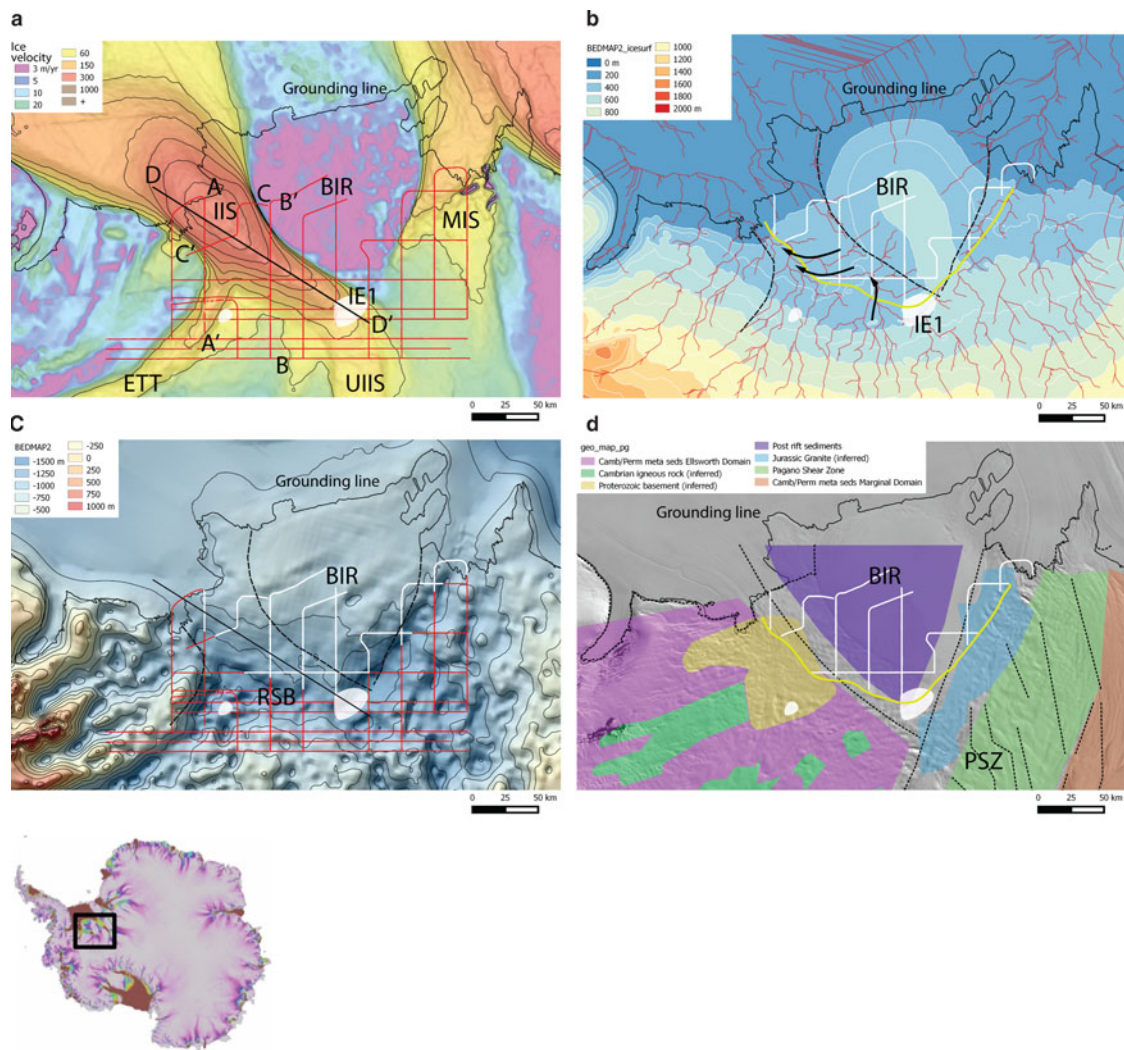 a
Ice
velocity
3 m/yr
5
10
20
60
150
300
1000
+
Grounding line
D
A
IIS
C
B'
BIR
MIS
C'
IE1
D'
A'
B
ETT
UIIS
0 25 50 km
b
BEDMAP2_icesurf
0 m
200
400
600
800
1000
1200
1400
1600
1800
2000 m
Grounding line
BIR
IE1
0 25 50 km
C
BEDMAP2
-1500 m
-1250
-1000
-750
-500
-250
0
250
500
750
1000 m
Grounding line
BIR
RSB
0 25 50 km
d
geo_map_pg
Camb/Perm meta seds Ellsworth Domain
Cambrian igneous rock (inferred)
Proterozoic basement (inferred)
Post rift sediments
Jurassic Granite (inferred)
Pagano Shear Zone
Camb/Perm meta seds Marginal Domain
Grounding line
BIR
PSZ
0 25 50 km